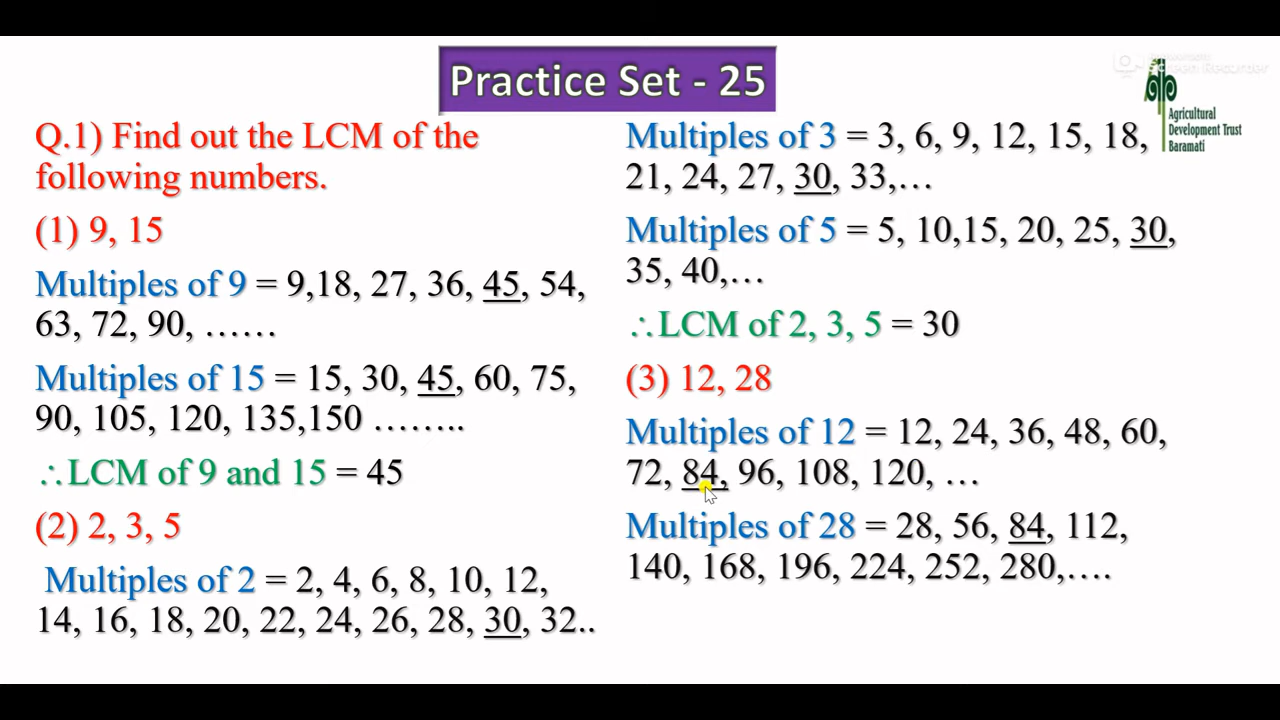 Practice Set - 25
Q.1) Find out the LCM of the
following numbers.
(1) 9, 15
Multiples of 9 = 9,18, 27, 36, 45, 54,
63, 72, 90, ……
Multiples of 15 = 15, 30, 45, 60, 75,
90, 105, 120, 135,150 ……..
∴LCM of 9 and 15 = 45
(2) 2, 3, 5
Multiples of 2 = 2, 4, 6, 8, 10, 12,
14, 16, 18, 20, 22, 24, 26, 28, 30, 32..
Multiples of 3 = 3, 6, 9, 12, 15, 18,
21, 24, 27, 30, 33,…
Multiples of 5 = 5, 10,15, 20, 25, 30,
35, 40,…
∴LCM of 2, 3, 5 = 30
(3) 12, 28
Multiples of 12 = 12, 24, 36, 48, 60,
72, 84, 96, 108, 120, …
Multiples of 28 = 28, 56, 84, 112,
140, 168, 196, 224, 252, 280,….
Screen Recorder
Agricultural
Development Trust
Baramati